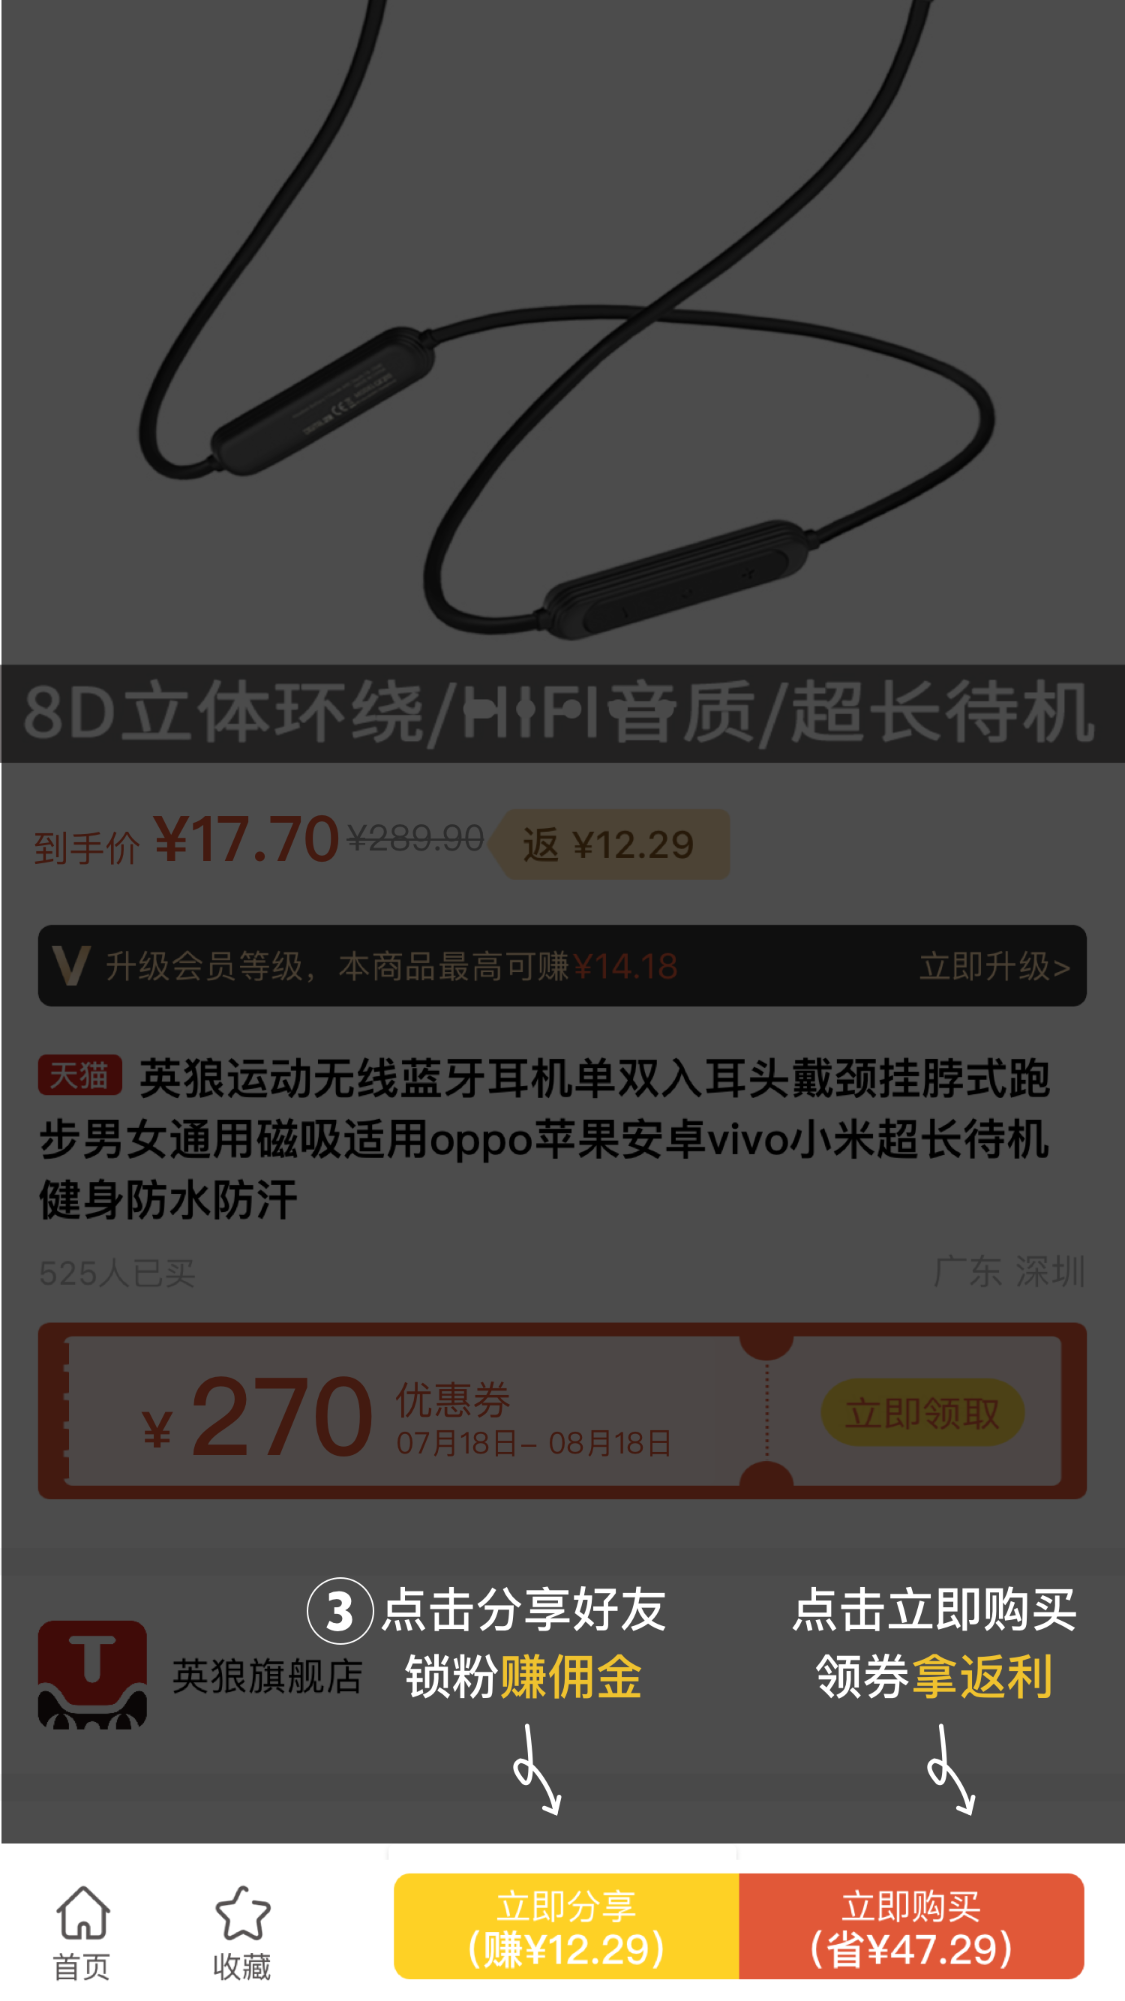 8D立体环绕/HIFI音质/超长待机
到手价 ¥17.70 ¥289.90 返 ¥12.29
V 升级会员等级，本商品最高可赚¥14.18 立即升级>
天猫 英狼运动无线蓝牙耳机单双入耳头戴颈挂脖式跑
步男女通用磁吸适用oppo苹果安卓vivo小米超长待机
健身防水防汗
525人已买 广东 深圳
¥ 270 优惠券
07月18日- 08月18日
立即领取
③点击分享好友
锁粉赚佣金
点击立即购买
领券拿返利
英狼旗舰店
首页
收藏
立即分享
(赚¥12.29)
立即购买
(省¥47.29)